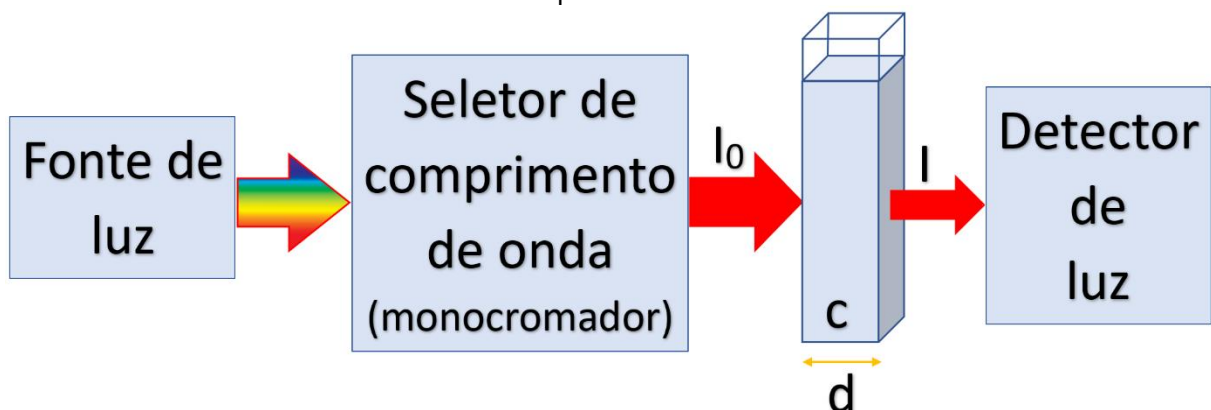 Fonte de
luz
Seletor de
comprimento
de onda
(monocromador)
I₀
c
d
I
Detector
de
luz